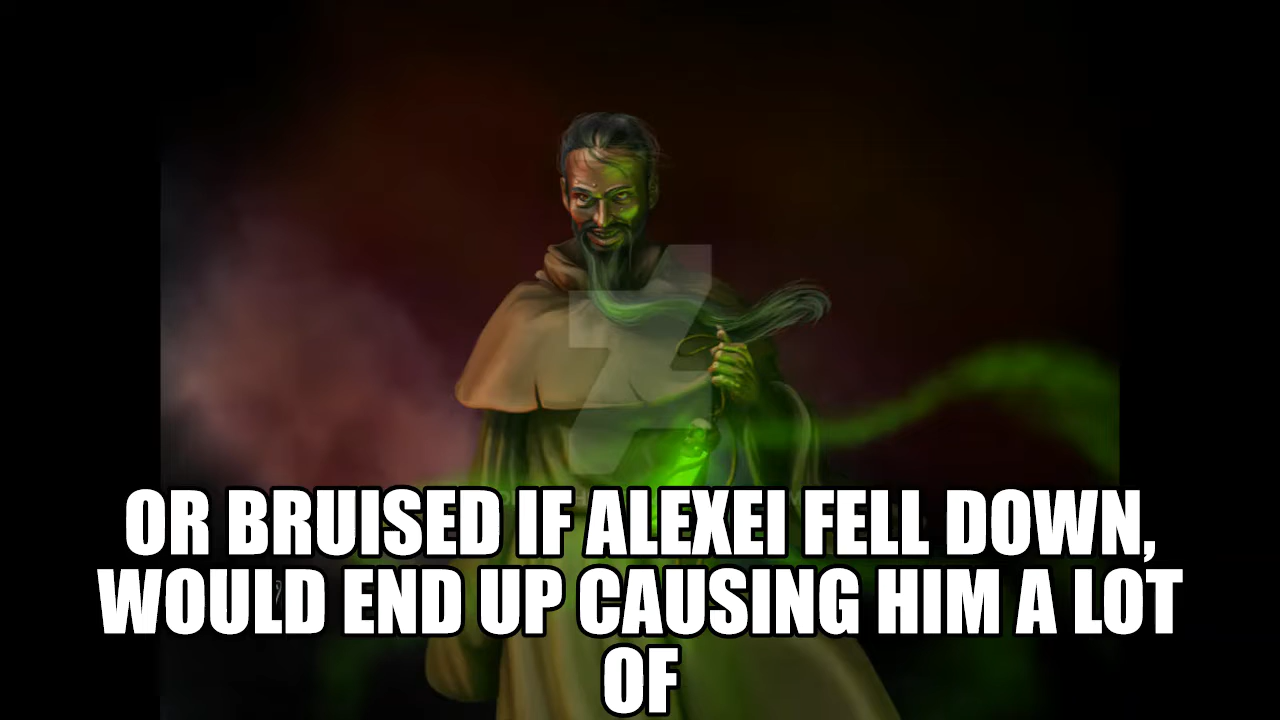 OR BRUISED IF ALEXEI FELL DOWN,
WOULD END UP CAUSING HIM A LOT
OF